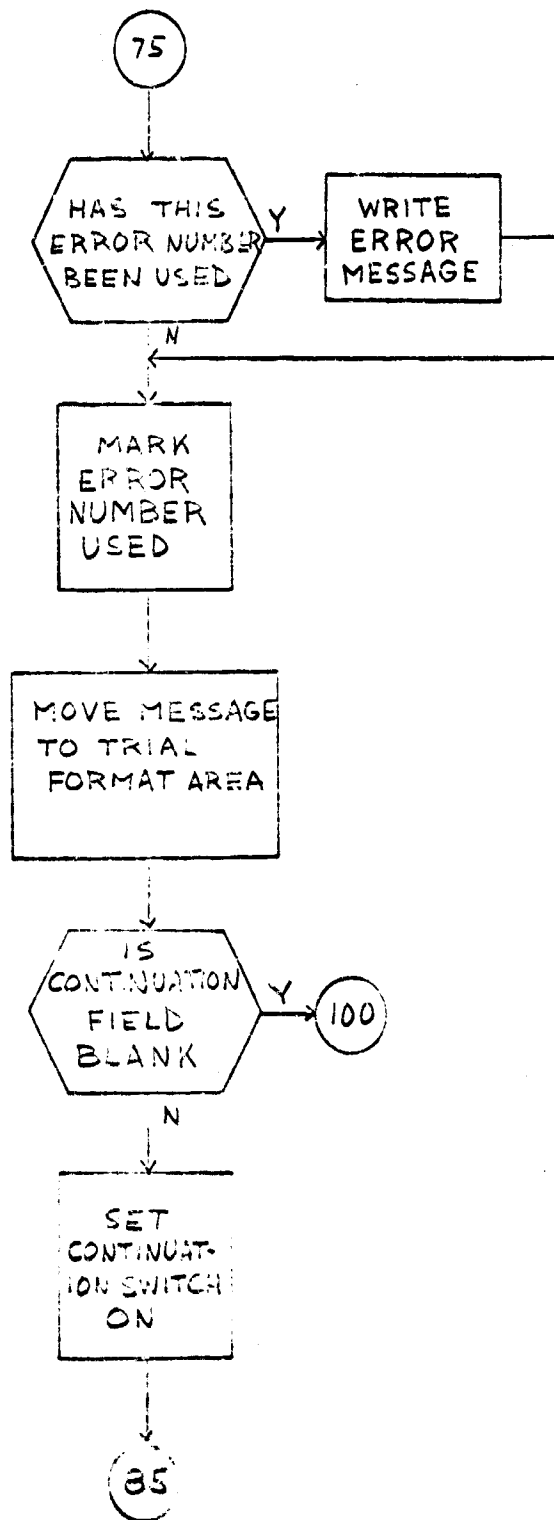 75
HAS THIS
ERROR NUMBER
BEEN USED
Y
WRITE
ERROR
MESSAGE
N
MARK
ERROR
NUMBER
USED
MOVE MESSAGE
TO TRIAL
FORMAT AREA
IS
CONTINUATION
FIELD
BLANK
Y
100
N
SET
CONTINUAT-
ION SWITCH
ON
85